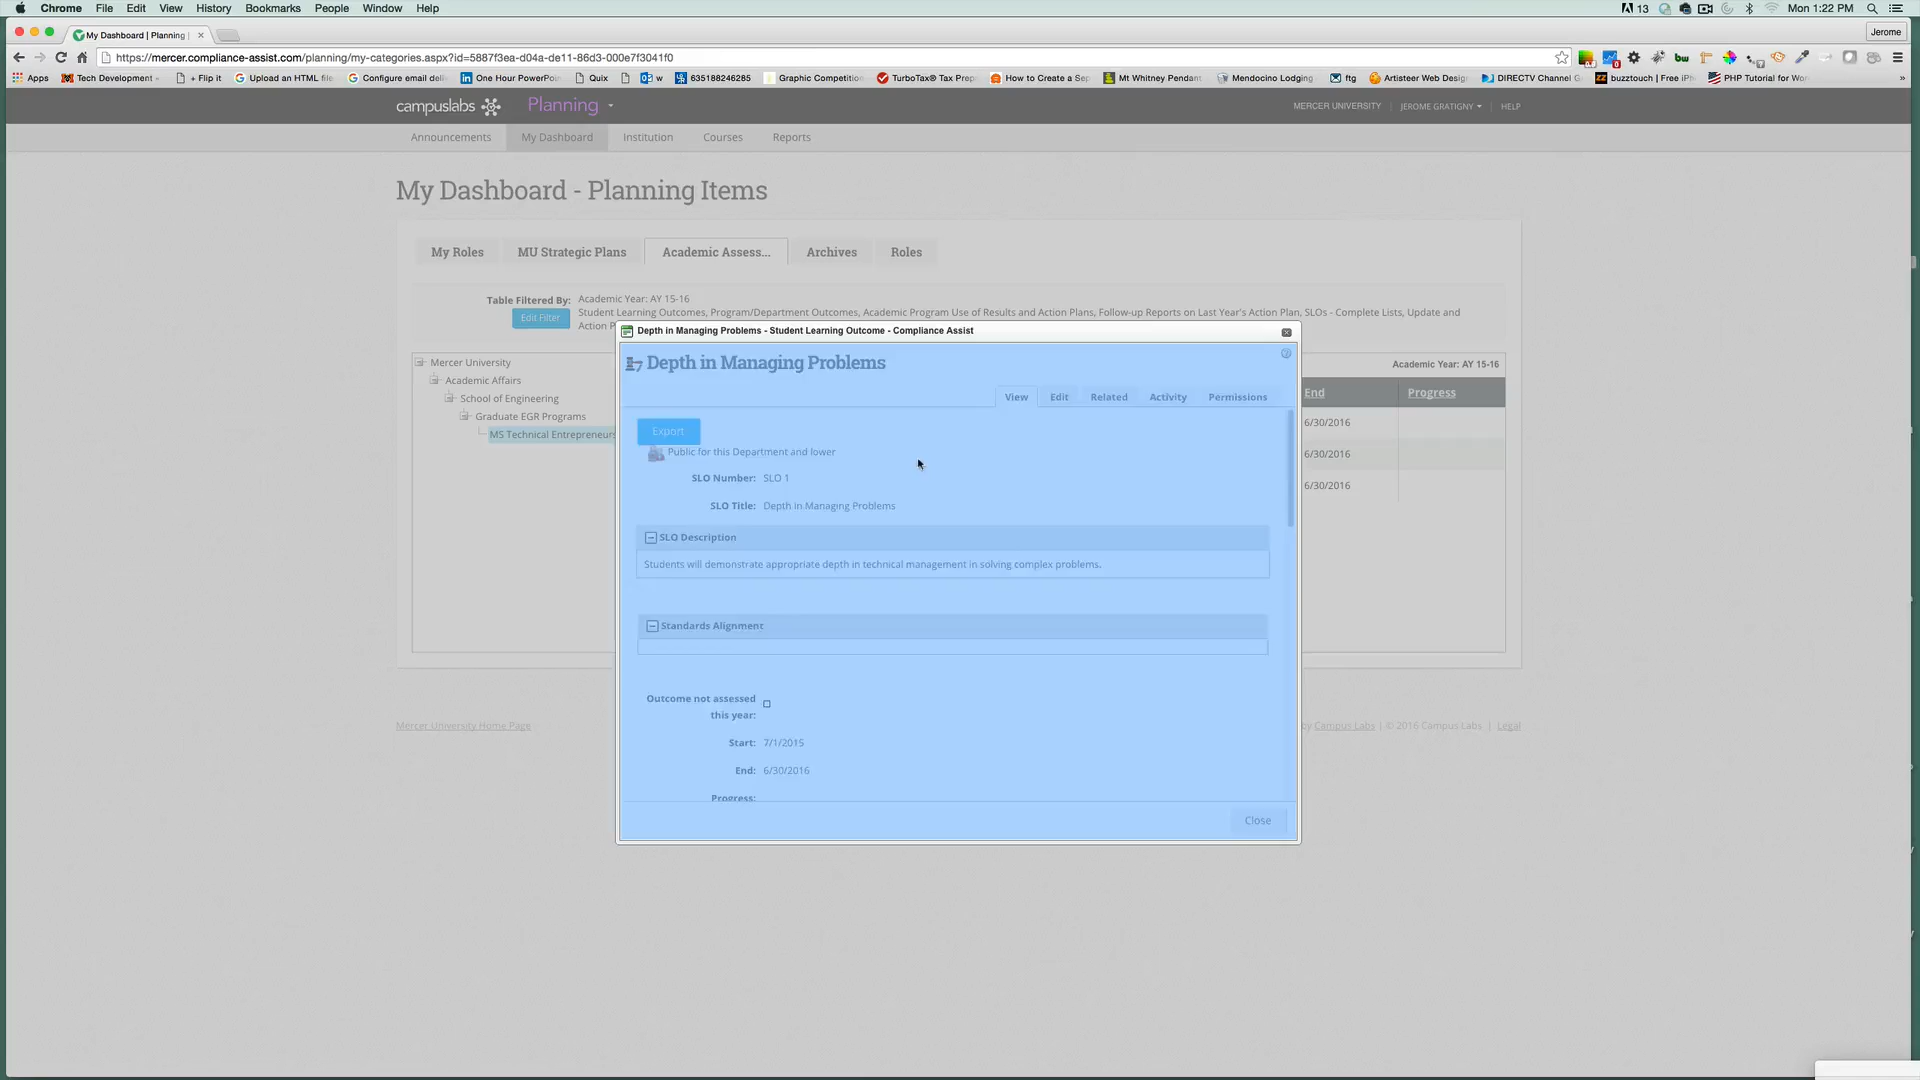 Chrome File Edit View History Bookmarks People Window Help
13 Mon 1:22 PM
My Dashboard | Planning |
Jerome
https://mercer.compliance-assist.com/planning/my-categories.aspx?id=5887f3ea-d04a-de11-86d3-000e7f3041f0
Apps Tech Development + Flip it Upload an HTML file Configure email deliv One Hour PowerPoin Quix w 635188246285 Graphic Competition TurboTax® Tax Prep How to Create a Sep Mt Whitney Pendant Mendocino Lodging ftg Artisteer Web Desig DIRECTV Channel G buzztouch | Free iPh PHP Tutorial for Wor »
campuslabs Planning
MERCER UNIVERSITY | JEROME GRATIGNY | HELP
Announcements My Dashboard Institution Courses Reports
My Dashboard - Planning Items
My Roles MU Strategic Plans Academic Assess... Archives Roles
Table Filtered By: Academic Year: AY 15-16
Edit Filter
Student Learning Outcomes, Program/Department Outcomes, Academic Program Use of Results and Action Plans, Follow-up Reports on Last Year's Action Plan, SLOs - Complete Lists, Update and
Action P
Mercer University
Academic Affairs
School of Engineering
Graduate EGR Programs
MS Technical Entrepreneurs
Academic Year: AY 15-16
End Progress
6/30/2016
6/30/2016
6/30/2016
Depth in Managing Problems - Student Learning Outcome - Compliance Assist
Depth in Managing Problems
View Edit Related Activity Permissions
Export
Public for this Department and lower
SLO Number: SLO 1
SLO Title: Depth in Managing Problems
SLO Description
Students will demonstrate appropriate depth in technical management in solving complex problems.
Standards Alignment
Outcome not assessed
this year:
Start: 7/1/2015
End: 6/30/2016
Progress:
Close
Mercer University Home Page
by Campus Labs | © 2016 Campus Labs | Legal